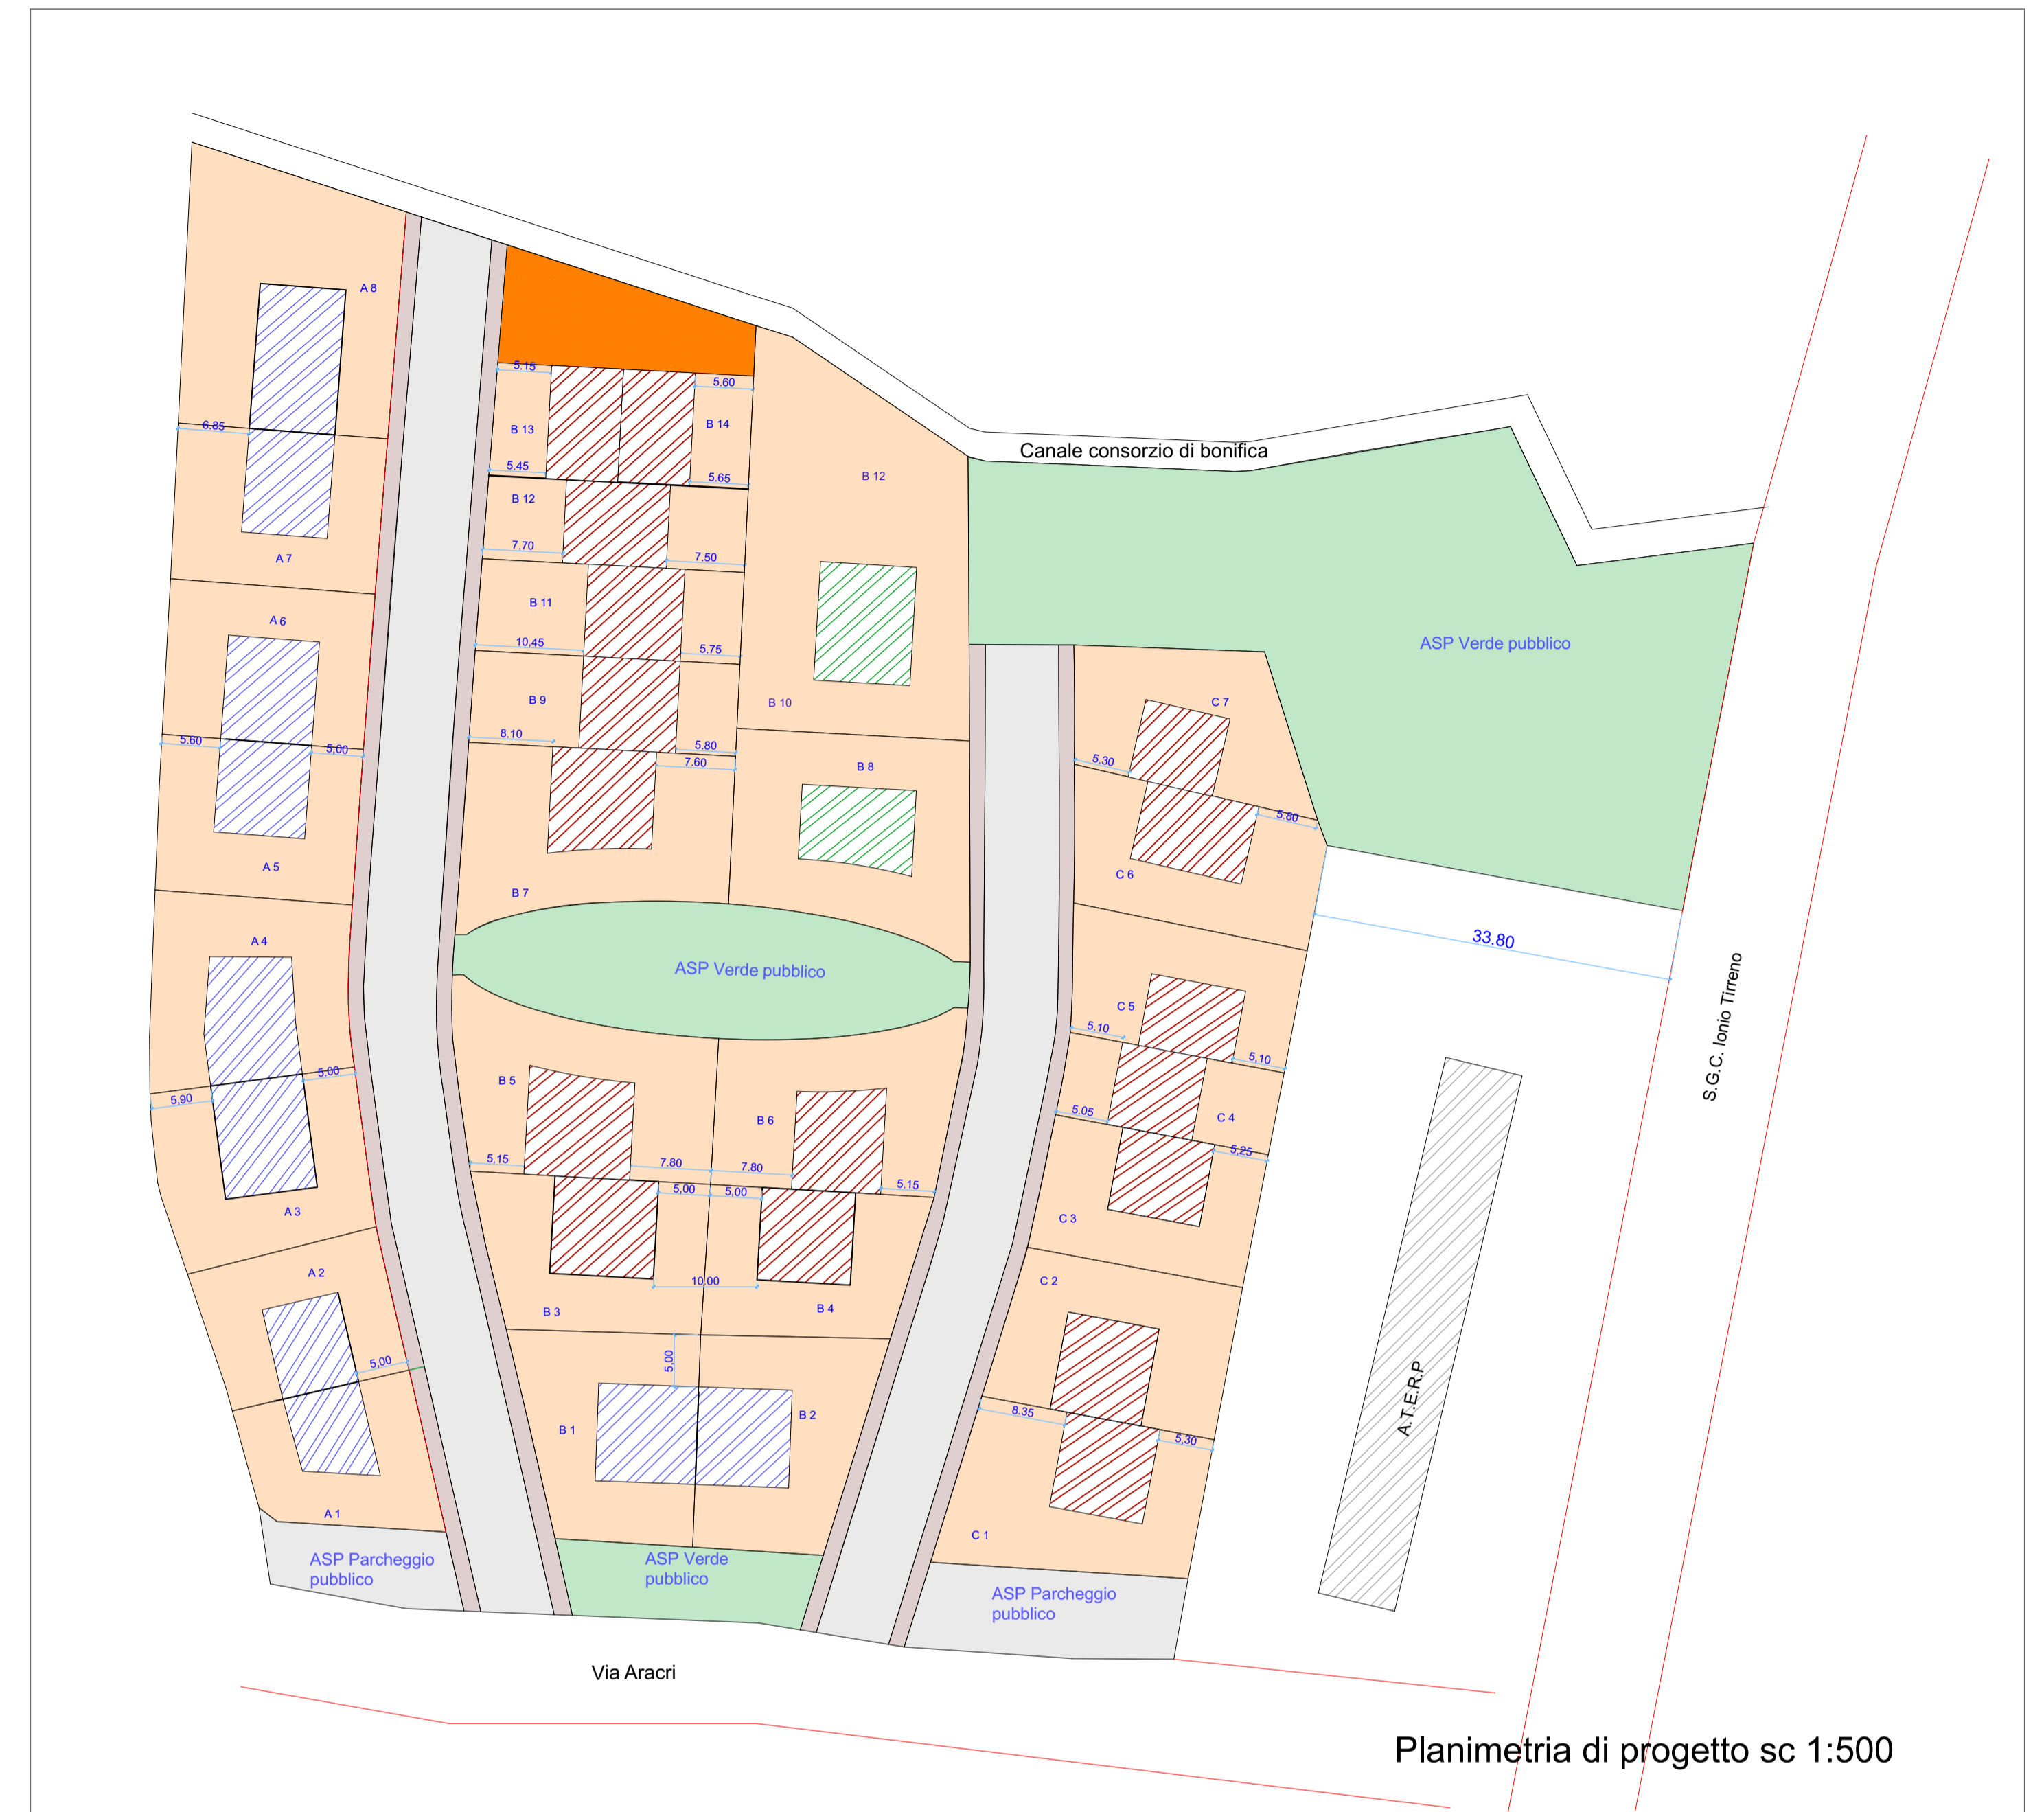 A 8
5.15
5.60
6.85
B 13
B 14
Canale consorzio di bonifica
5.45
5.65
B 12
B 12
7.70
7.50
A 7
B 11
A 6
10,45
5.75
ASP Verde pubblico
B 9
B 10
C 7
5.60
5,00
8.10
5.80
7.60
5.30
B 8
5.80
A 5
B 7
C 6
A 4
33.80
ASP Verde pubblico
C 5
5.10
5,10
S.G.C. Ionio Tirreno
5.00
5,90
B 5
B 6
5,05
C 4
5.15
7.80
7.80
5,25
5,00
5,00
5.15
A 3
C 3
A 2
10,00
C 2
B 3
B 4
5,00
5,00
A.T.E.R.P
8.35
B 1
B 2
5,30
A 1
C 1
ASP Parcheggio
pubblico
ASP Verde
pubblico
ASP Parcheggio
pubblico
Via Aracri
Planimetria di progetto sc 1:500